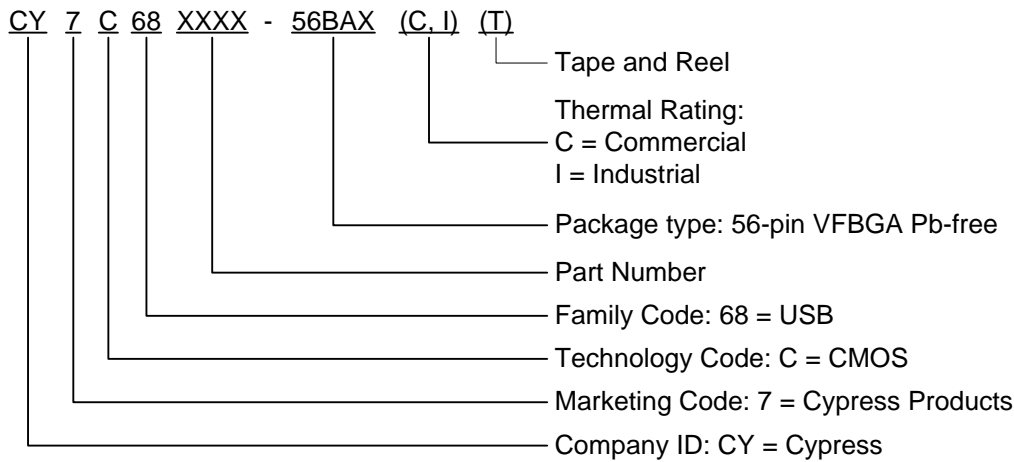 CY 7 C 68 XXXX - 56BAX (C, I) (T)
Tape and Reel
Thermal Rating:
C = Commercial
I = Industrial
Package type: 56-pin VFBGA Pb-free
Part Number
Family Code: 68 = USB
Technology Code: C = CMOS
Marketing Code: 7 = Cypress Products
Company ID: CY = Cypress